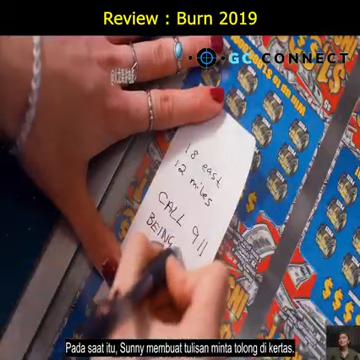 Review : Burn 2019
GC CONNECT
18 east
12 miles
CALL 911
BEING
Pada saat itu, Sunny membuat tulisan minta tolong di kertas.